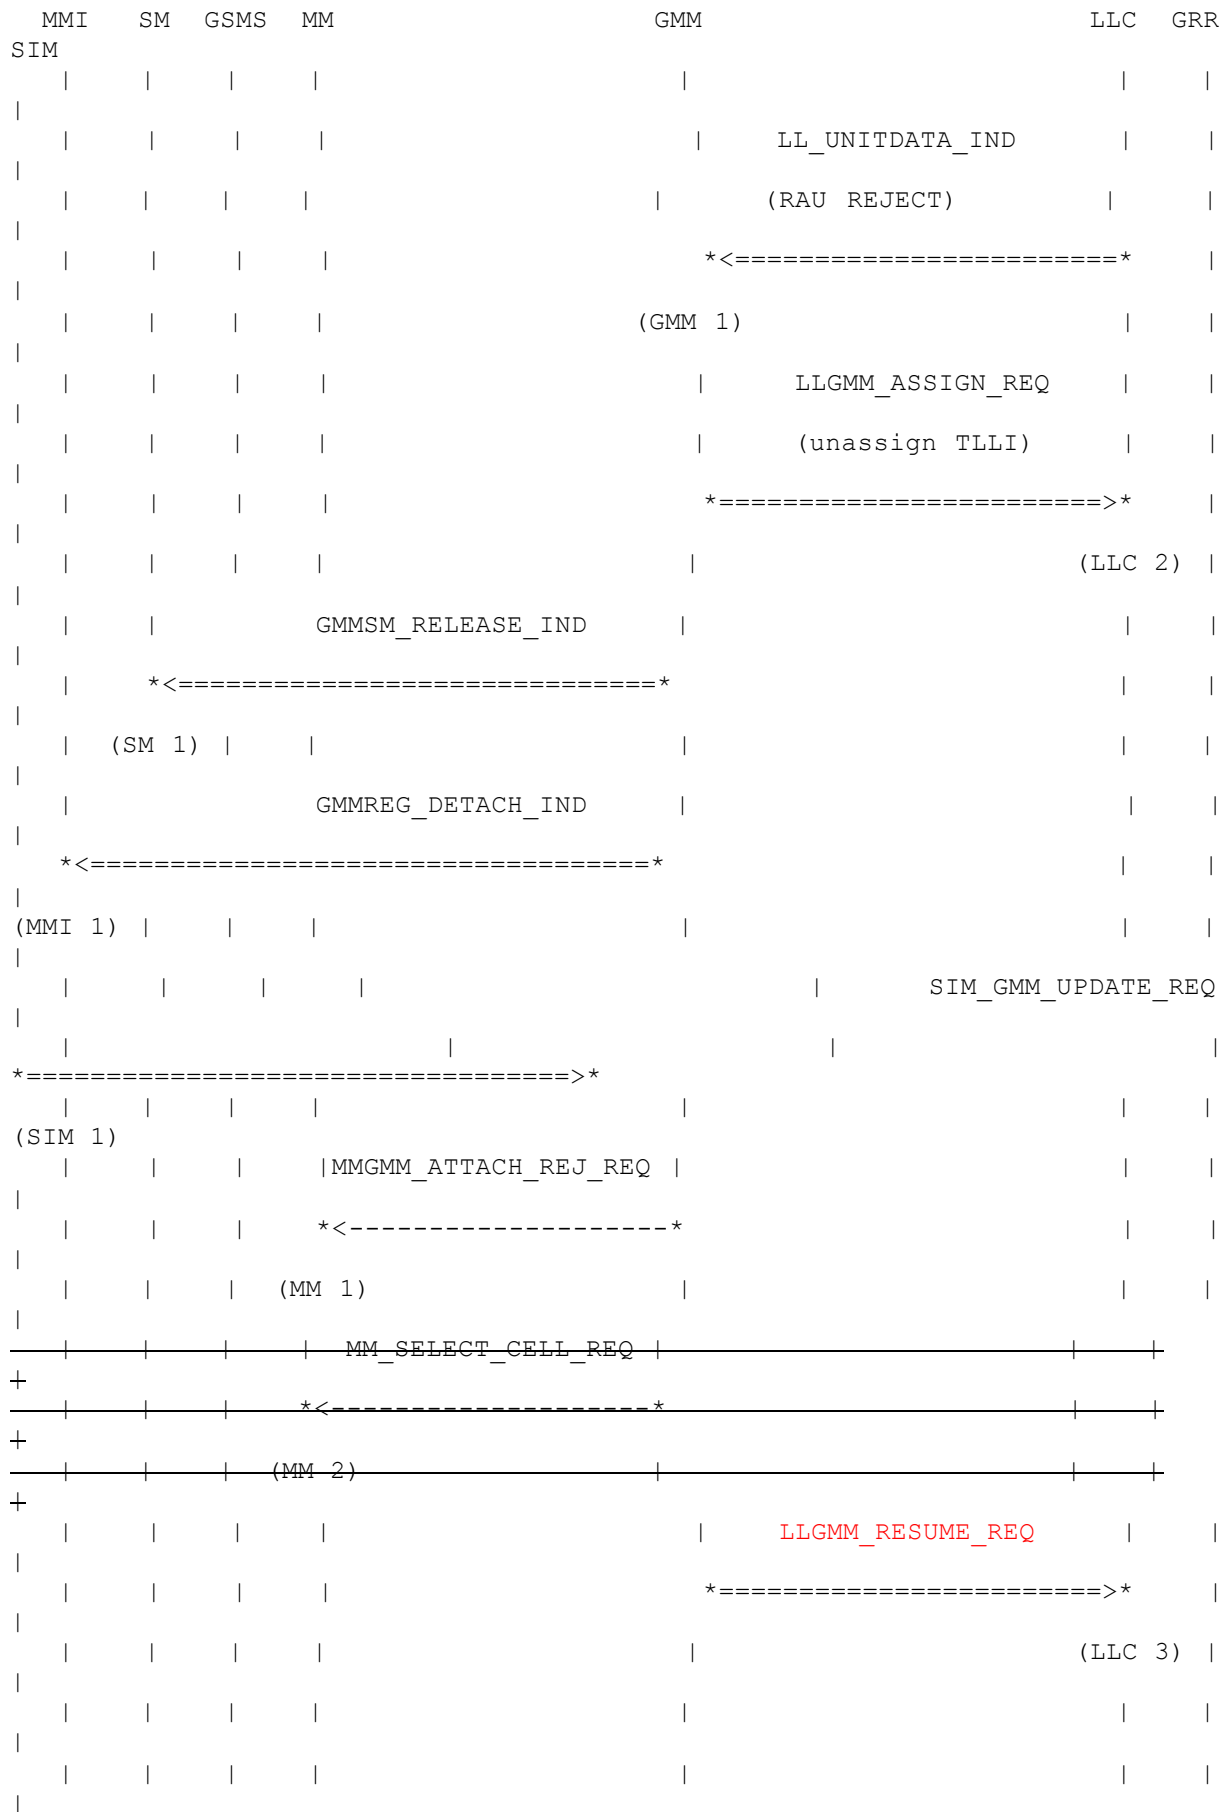 MMI SM GSMS MM GMM LLC GRR
SIM
| | | | | | |
|
| | | | | LL_UNITDATA_IND | |
|
| | | | | (RAU REJECT) | |
|
| | | | *<========================* |
|
| | | | (GMM 1) | |
|
| | | | | LLGMM_ASSIGN_REQ | |
|
| | | | | (unassign TLLI) | |
|
| | | | *========================>* |
|
| | | | | (LLC 2) |
|
| | GMMSM_RELEASE_IND | | |
|
| *<==============================* | |
|
| (SM 1) | | | | |
|
| GMMREG_DETACH_IND | | |
|
*<===================================* | |
|
(MMI 1) | | | | | |
|
| | | | | SIM_GMM_UPDATE_REQ
|
| | | |
*==================================>*
| | | | | | |
(SIM 1)
| | | |MMGMM_ATTACH_REJ_REQ | | |
|
| | | *<--------------------* | |
|
| | | (MM 1) | | |
|
| | | | MM_SELECT_CELL_REQ | | |
|
| | | *<--------------------* | |
|
| | | (MM 2) | | |
|
| | | | | LLGMM_RESUME_REQ | |
|
| | | | *========================>* |
|
| | | | | (LLC 3) |
|
| | | | | | |
|
| | | | | | |
|